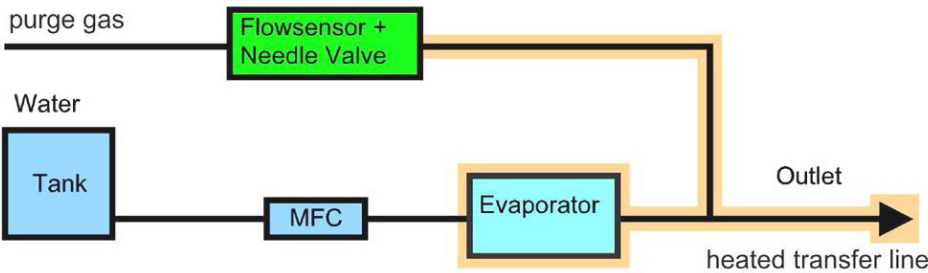 purge gas
Flowsensor +
Needle Valve
Water
Tank
MFC
Evaporator
Outlet
heated transfer line